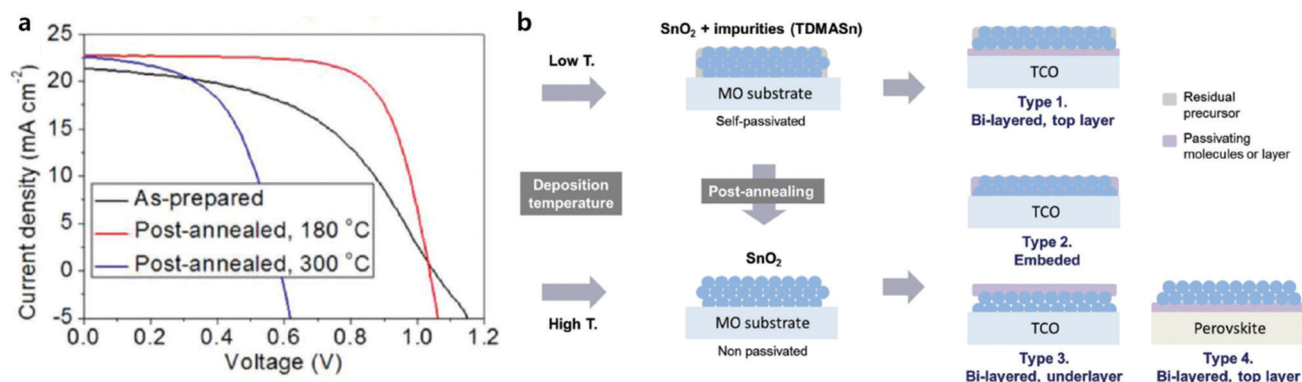 a
25
20
15
10
5
0
-5
Current density (mA cm⁻²)
As-prepared
Post-annealed, 180 °C
Post-annealed, 300 °C
0.0 0.2 0.4 0.6 0.8 1.0 1.2
Voltage (V)
b
Low T.
Deposition
temperature
High T.
SnO₂ + impurities (TDMASn)
MO substrate
Self-passivated
Post-annealing
SnO₂
MO substrate
Non passivated
TCO
Type 1.
Bi-layered, top layer
Residual
precursor
Passivating
molecules or layer
TCO
Type 2.
Embeded
TCO
Type 3.
Bi-layered, underlayer
Perovskite
Type 4.
Bi-layered, top layer